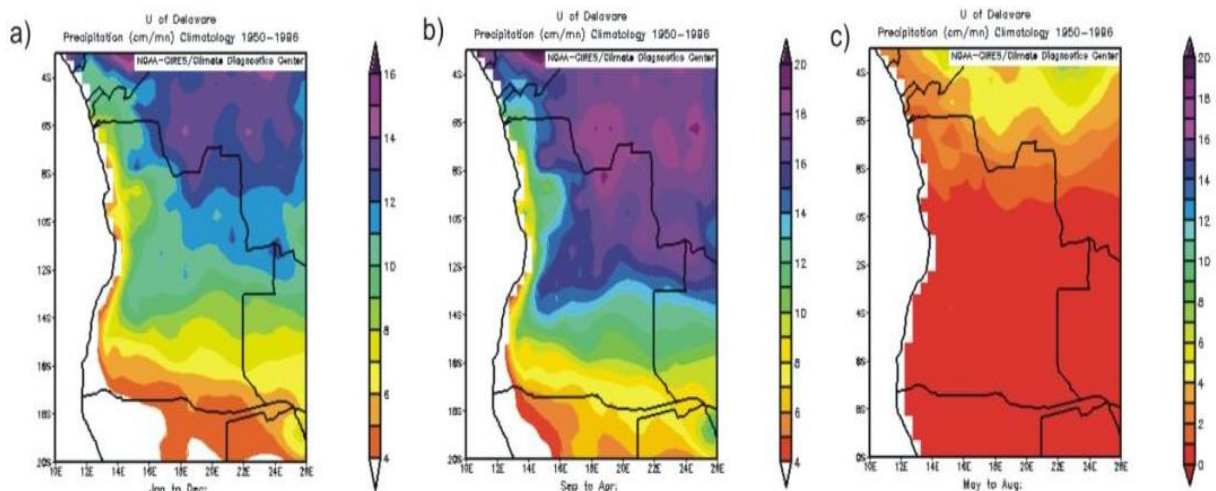 a)
U of Delaware
Precipitation (cm/mn) Climatology 1950-1996
NOAA-CIRES/Climate Diagnostics Center
4S
6S
8S
10S
12S
14S
16S
18S
20S
10E 12E 14E 16E 18E 20E 22E 24E 26E
Jan to Dec:
16
14
12
10
8
6
4
b)
U of Delaware
Precipitation (cm/mn) Climatology 1950-1996
NOAA-CIRES/Climate Diagnostics Center
4S
6S
8S
10S
12S
14S
16S
18S
20S
10E 12E 14E 16E 18E 20E 22E 24E 26E
Sep to Apr:
20
18
16
14
12
10
8
6
4
c)
U of Delaware
Precipitation (cm/mn) Climatology 1950-1996
NOAA-CIRES/Climate Diagnostics Center
4S
6S
8S
0S
2S
4S
6S
8S
0S
10E 12E 14E 16E 18E 20E 22E 24E 26E
May to Aug:
20
18
16
14
12
10
8
6
4
2
0